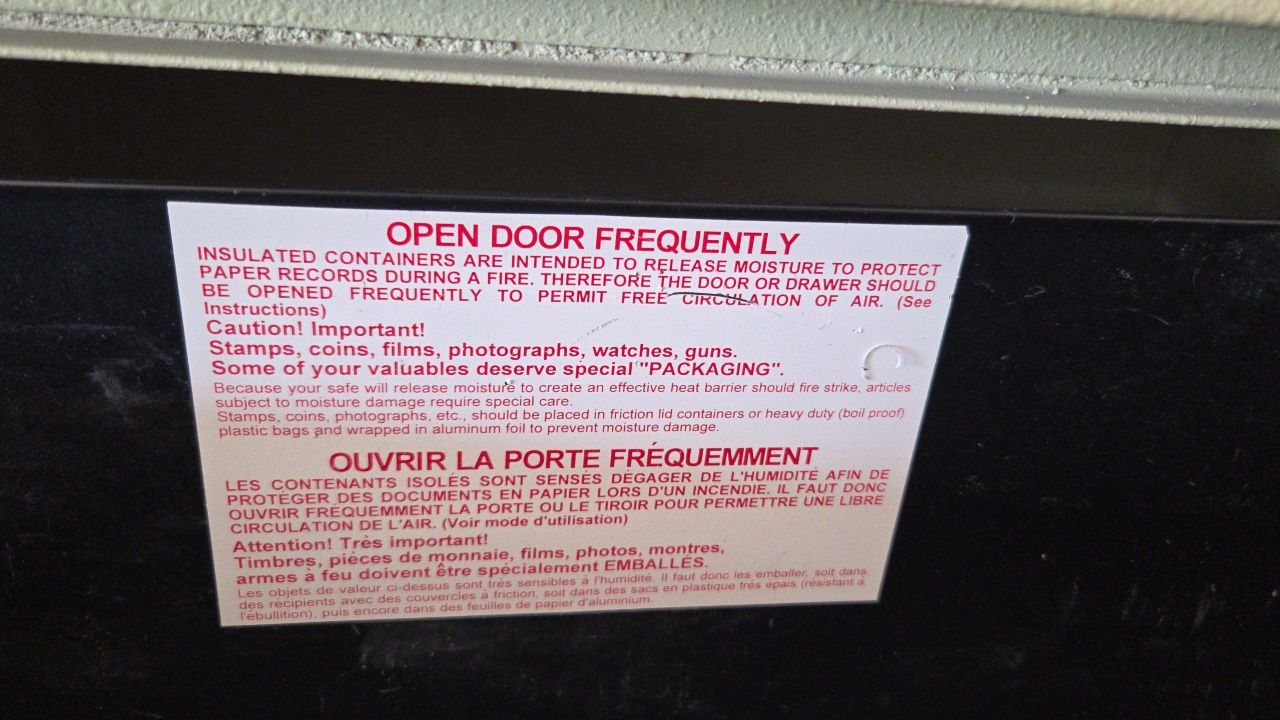 OPEN DOOR FREQUENTLY
INSULATED CONTAINERS ARE INTENDED TO RELEASE MOISTURE TO PROTECT
PAPER RECORDS DURING A FIRE. THEREFORE THE DOOR OR DRAWER SHOULD
BE OPENED FREQUENTLY TO PERMIT FREE CIRCULATION OF AIR. (See
Instructions)
Caution! Important!
Stamps, coins, films, photographs, watches, guns.
Some of your valuables deserve special "PACKAGING".
Because your safe will release moisture to create an effective heat barrier should fire strike, articles
subject to moisture damage require special care.
Stamps, coins, photographs, etc., should be placed in friction lid containers or heavy duty (boil proof)
plastic bags and wrapped in aluminum foil to prevent moisture damage.
OUVRIR LA PORTE FRÉQUEMMENT
LES CONTENANTS ISOLÉS SONT SENSÉS DÉGAGER DE L'HUMIDITÉ AFIN DE
PROTÉGER DES DOCUMENTS EN PAPIER LORS D'UN INCENDIE. IL FAUT DONC
OUVRIR FRÉQUEMMENT LA PORTE OU LE TIROIR POUR PERMETTRE UNE LIBRE
CIRCULATION DE L'AIR. (Voir mode d'utilisation)
Attention! Très important!
Timbres, pièces de monnaie, films, photos, montres,
armes à feu doivent être spécialement EMBALLÉS.
Les objets de valeur ci-dessus sont très sensibles à l'humidité. Il faut donc les emballer, soit dans
des récipients avec des couvercles à friction, soit dans des sacs en plastique très épais (résistant à
l'ébullition), puis encore dans des feuilles de papier d'aluminium.